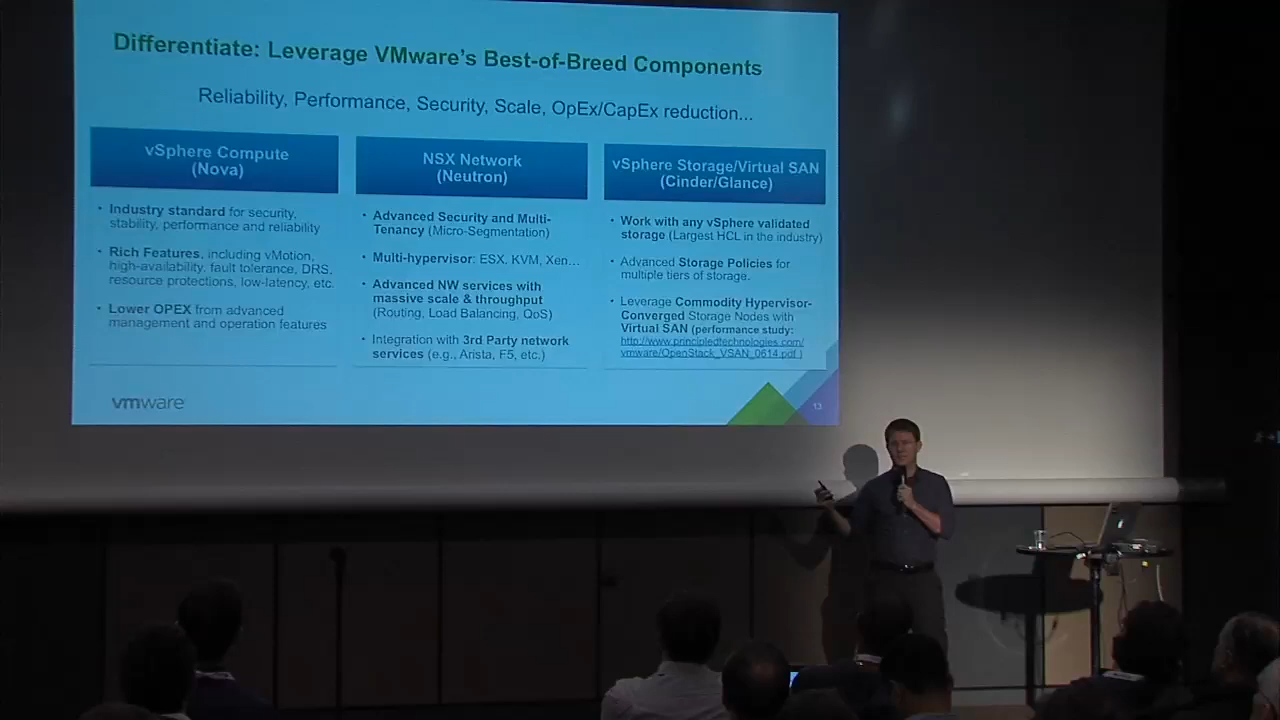 Differentiate: Leverage VMware's Best-of-Breed Components
Reliability, Performance, Security, Scale, OpEx/CapEx reduction...
vSphere Compute
(Nova)
• Industry standard for security,
stability, performance and reliability
• Rich Features, including vMotion,
high-availability, fault tolerance, DRS,
resource protections, low-latency, etc.
• Lower OPEX from advanced
management and operation features
NSX Network
(Neutron)
• Advanced Security and Multi-
Tenancy (Micro-Segmentation)
• Multi-hypervisor: ESX, KVM, Xen...
• Advanced NW services with
massive scale & throughput
(Routing, Load Balancing, QoS)
• Integration with 3rd Party network
services (e.g., Arista, F5, etc.)
vSphere Storage/Virtual SAN
(Cinder/Glance)
• Work with any vSphere validated
storage (Largest HCL in the industry)
• Advanced Storage Policies for
multiple tiers of storage.
• Leverage Commodity Hypervisor-
Converged Storage Nodes with
Virtual SAN (performance study:
http://www.principledtechnologies.com/
vmware/OpenStack_VSAN_0614.pdf )
vmware
13